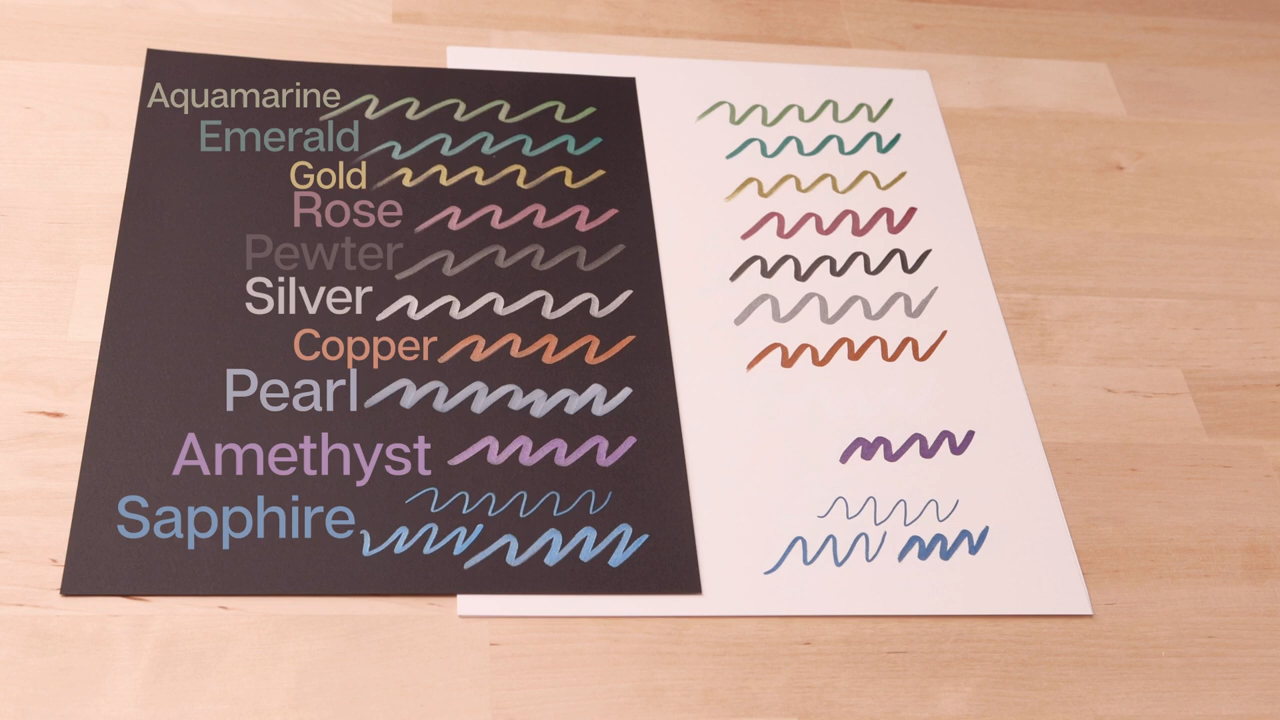 Aquamarine
Emerald
Gold
Rose
Pewter
Silver
Copper
Pearl
Amethyst
Sapphire